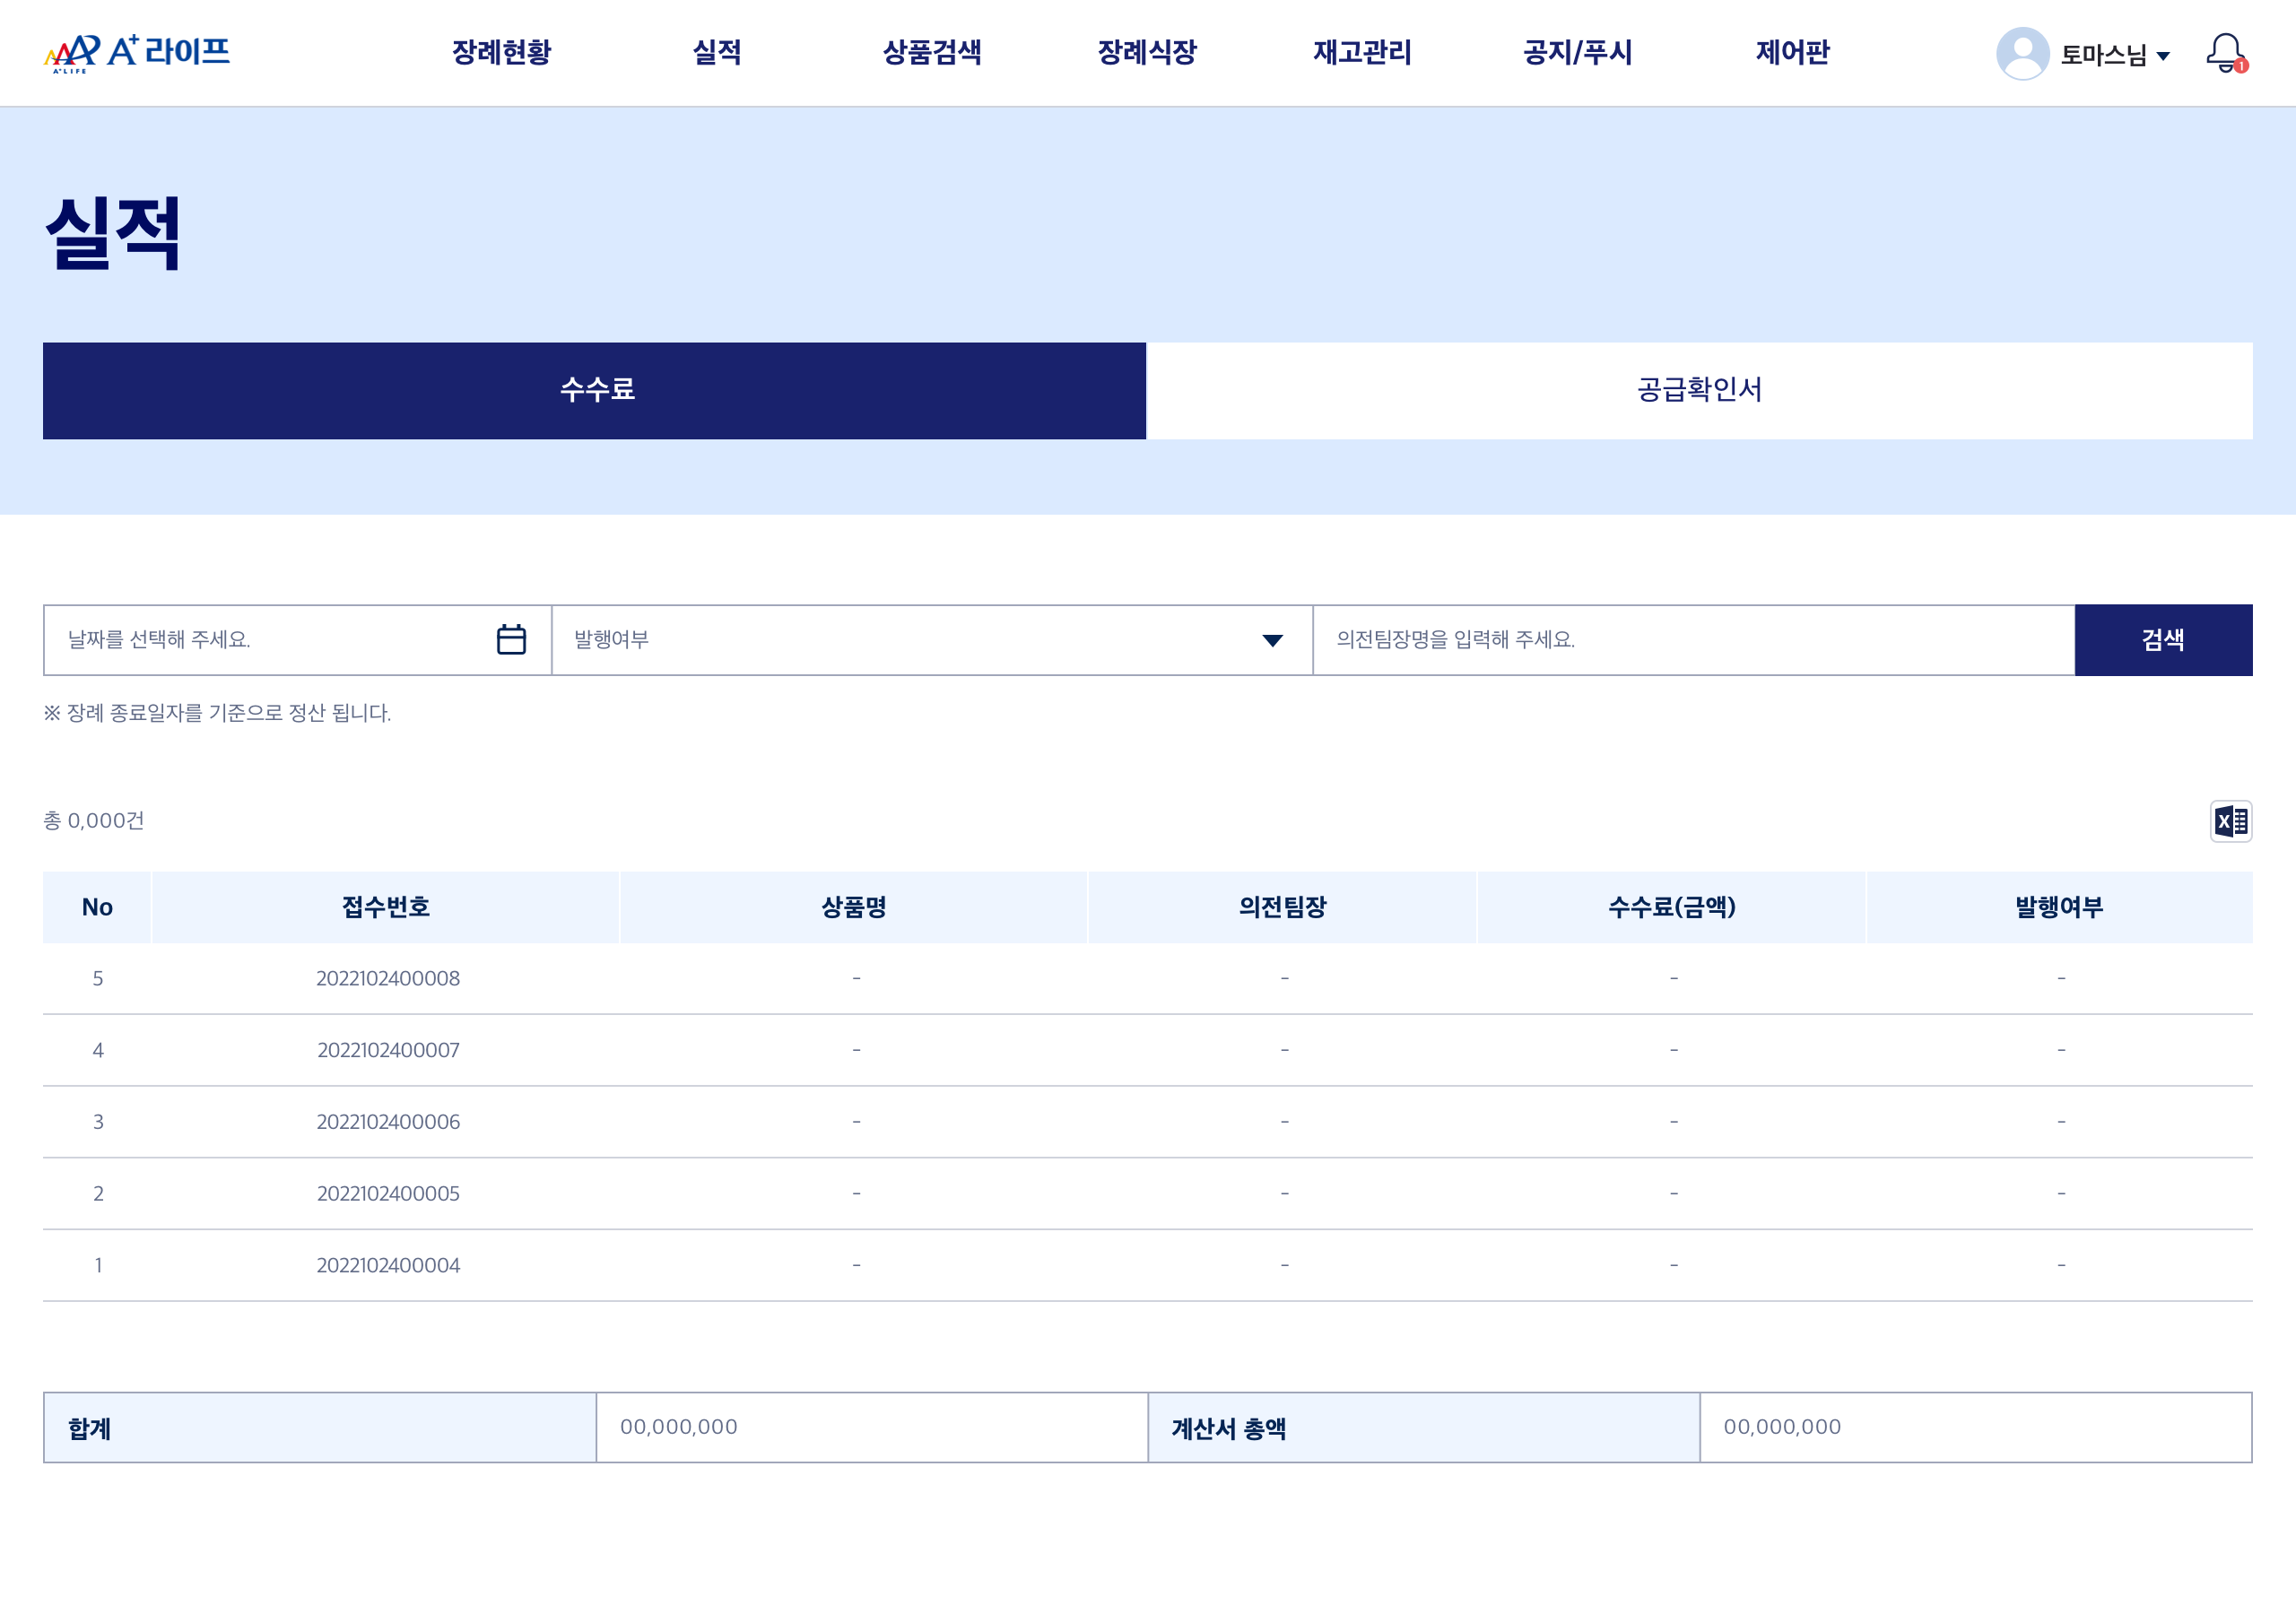 A+LIFE A+라이프 장례현황 실적 상품검색 장례식장 재고관리 공지/푸시 제어판 토마스님 1
실적
수수료 공급확인서
날짜를 선택해 주세요. 발행여부 의전팀장명을 입력해 주세요. 검색
※ 장례 종료일자를 기준으로 정산 됩니다.
총 0,000건
No 접수번호 상품명 의전팀장 수수료(금액) 발행여부
5 2022102400008 - - - -
4 2022102400007 - - - -
3 2022102400006 - - - -
2 2022102400005 - - - -
1 2022102400004 - - - -
합계 00,000,000 계산서 총액 00,000,000